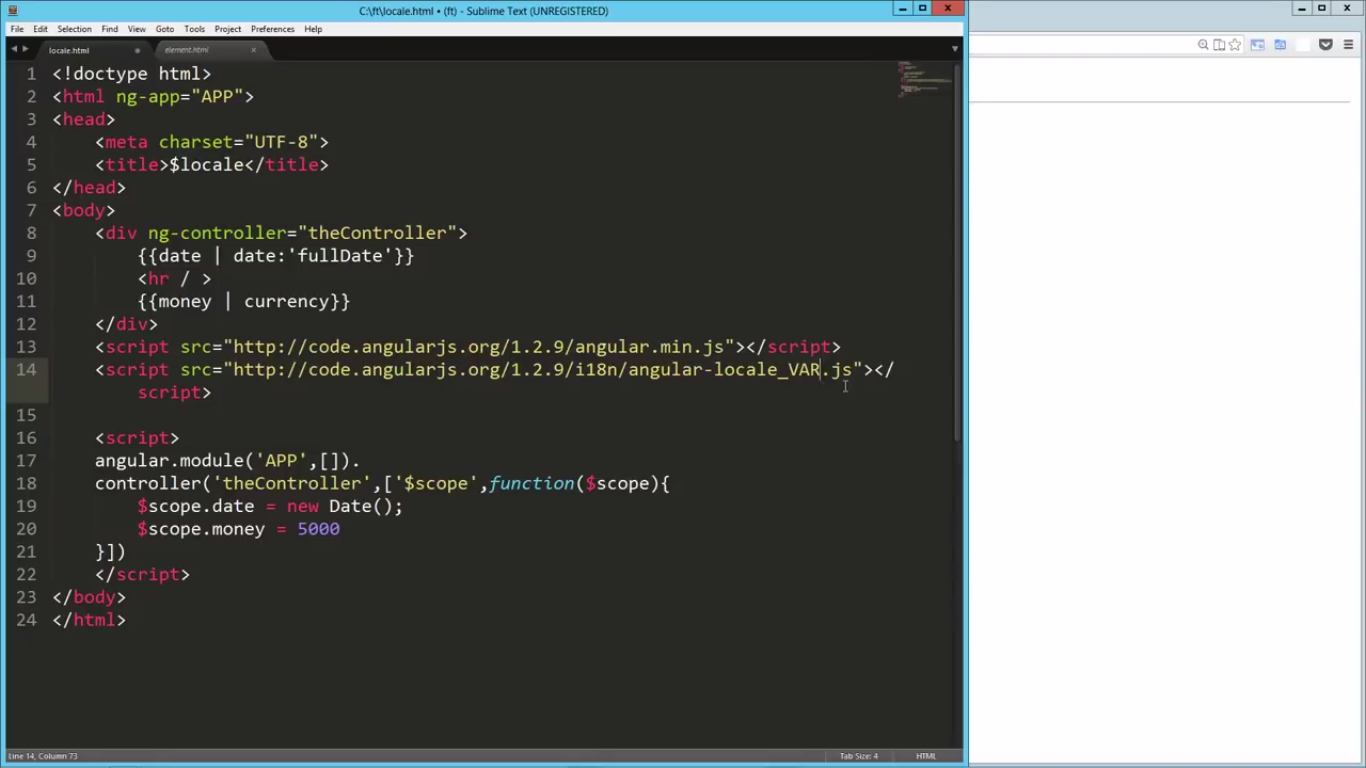 C:\ft\locale.html • (ft) - Sublime Text (UNREGISTERED)
File Edit Selection Find View Goto Tools Project Preferences Help
locale.html element.html
1 <!doctype html>
2 <html ng-app="APP">
3 <head>
4 <meta charset="UTF-8">
5 <title>$locale</title>
6 </head>
7 <body>
8 <div ng-controller="theController">
9 {{date | date:'fullDate'}}
10 <hr / >
11 {{money | currency}}
12 </div>
13 <script src="http://code.angularjs.org/1.2.9/angular.min.js"></script>
14 <script src="http://code.angularjs.org/1.2.9/i18n/angular-locale_VAR.js"></
script>
15
16 <script>
17 angular.module('APP',[]).
18 controller('theController',['$scope',function($scope){
19 $scope.date = new Date();
20 $scope.money = 5000
21 }])
22 </script>
23 </body>
24 </html>
Line 14, Column 73 Tab Size: 4 HTML